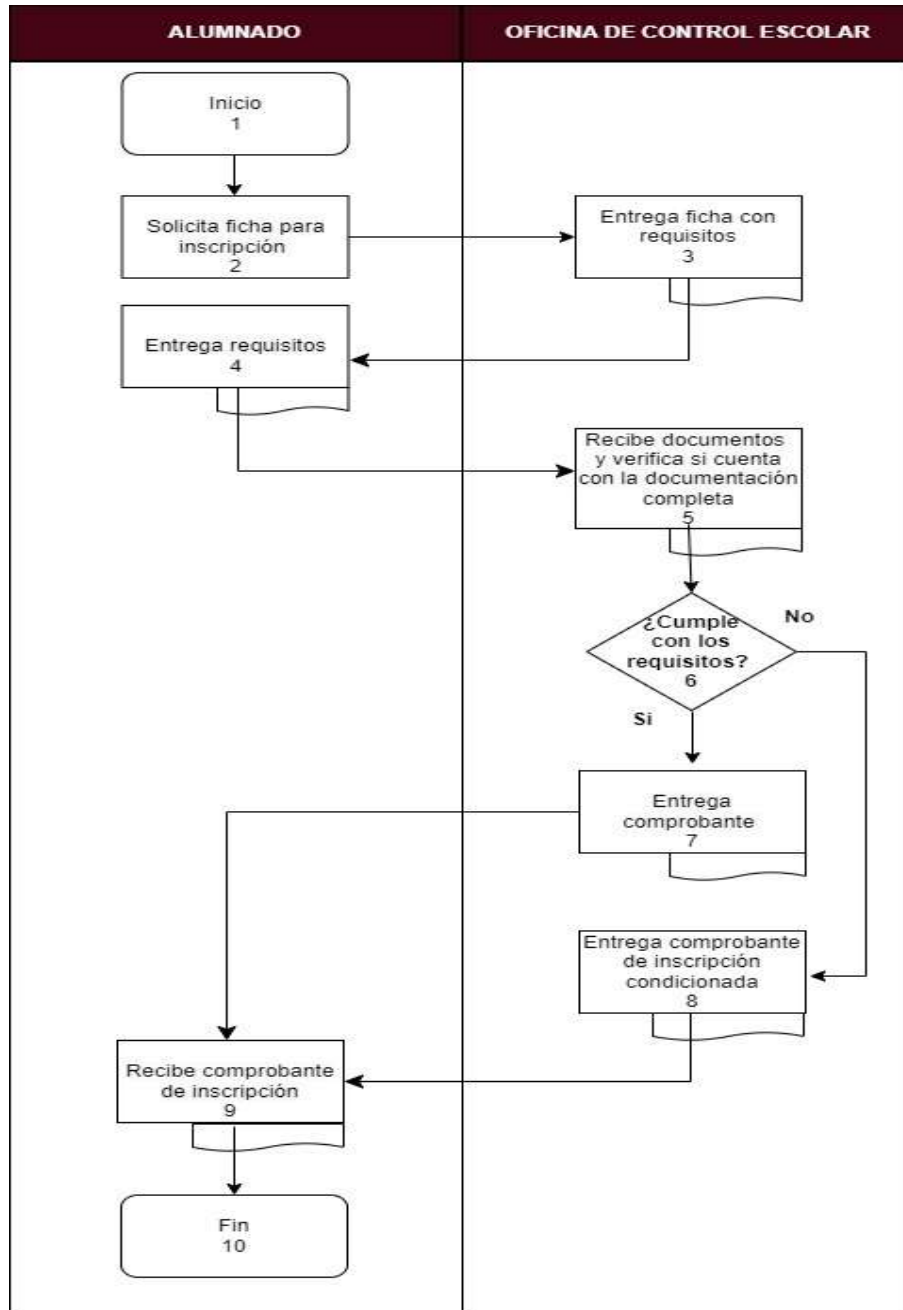 ALUMNADO
OFICINA DE CONTROL ESCOLAR
Inicio
1
Solicita ficha para
inscripción
2
Entrega ficha con
requisitos
3
Entrega requisitos
4
Recibe documentos
y verifica si cuenta
con la documentación
completa
5
¿Cumple
con los
requisitos?
6
No
Si
Entrega
comprobante
7
Entrega comprobante
de inscripción
condicionada
8
Recibe comprobante
de inscripción
9
Fin
10